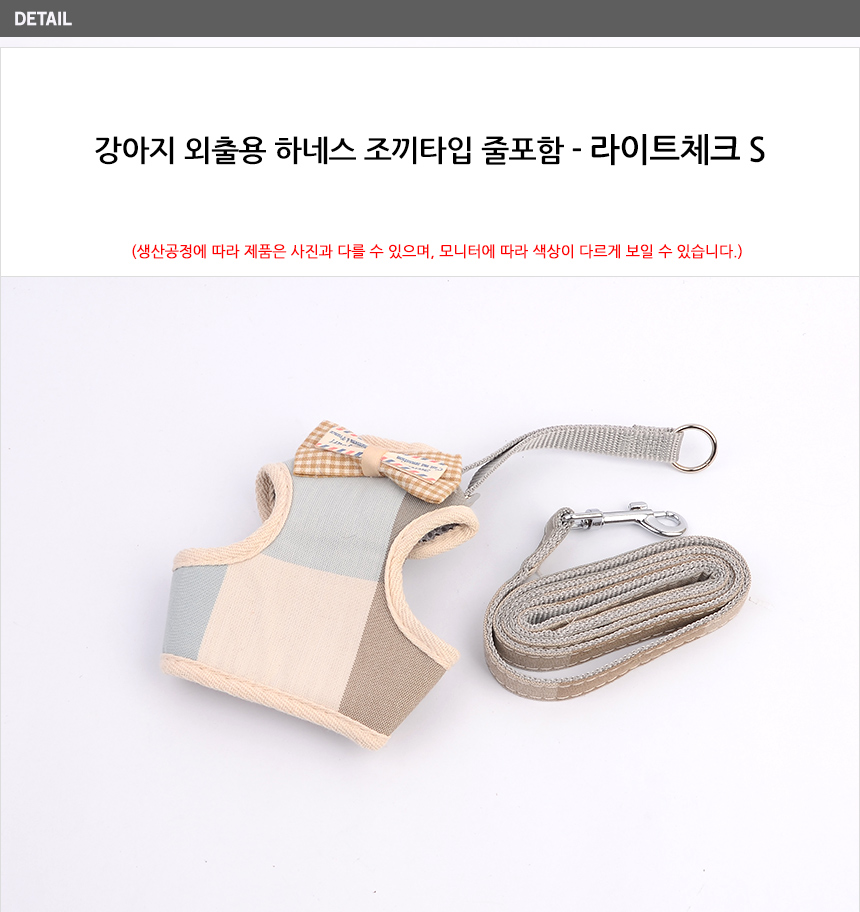 DETAIL
강아지 외출용 하네스 조끼타입 줄포함 - 라이트체크 S
(생산공정에 따라 제품은 사진과 다를 수 있으며, 모니터에 따라 색상이 다르게 보일 수 있습니다.)